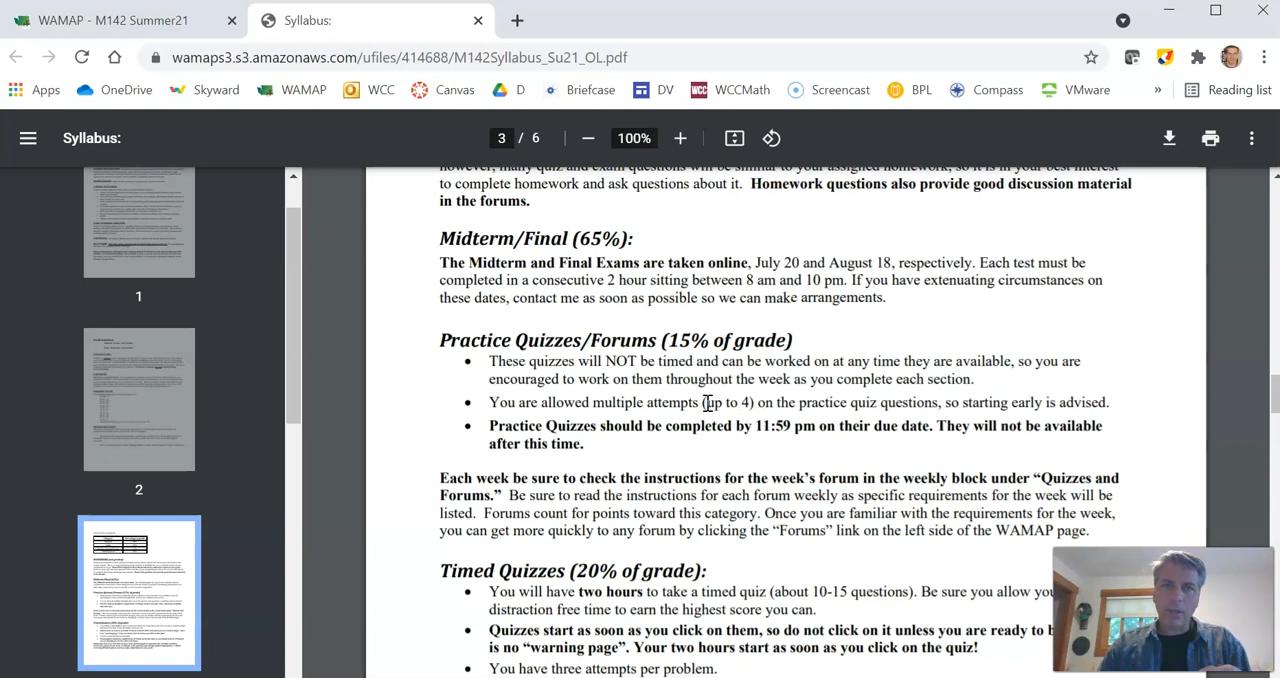 WAMAP - M142 Summer21
Syllabus:
wamaps3.s3.amazonaws.com/ufiles/414688/M142Syllabus_Su21_OL.pdf
Apps OneDrive Skyward WAMAP WCC Canvas D Briefcase DV WCCMath Screencast BPL Compass VMware » Reading list
Syllabus: 3 / 6 100%
to complete homework and ask questions about it. Homework questions also provide good discussion material
in the forums.
Midterm/Final (65%):
The Midterm and Final Exams are taken online, July 20 and August 18, respectively. Each test must be
completed in a consecutive 2 hour sitting between 8 am and 10 pm. If you have extenuating circumstances on
these dates, contact me as soon as possible so we can make arrangements.
Practice Quizzes/Forums (15% of grade)
• These quizzes will NOT be timed and can be worked on at any time they are available, so you are
encouraged to work on them throughout the week as you complete each section.
• You are allowed multiple attempts (up to 4) on the practice quiz questions, so starting early is advised.
• Practice Quizzes should be completed by 11:59 pm on their due date. They will not be available
after this time.
Each week be sure to check the instructions for the week's forum in the weekly block under “Quizzes and
Forums.” Be sure to read the instructions for each forum weekly as specific requirements for the week will be
listed. Forums count for points toward this category. Once you are familiar with the requirements for the week,
you can get more quickly to any forum by clicking the “Forums” link on the left side of the WAMAP page.
Timed Quizzes (20% of grade):
• You will have two hours to take a timed quiz (about 10-15 questions). Be sure you allow you
distraction free time to earn the highest score you can.
• Quizzes open as soon as you click on them, so do not click on it unless you are ready to b
is no “warning page”. Your two hours start as soon as you click on the quiz!
• You have three attempts per problem.
1
2